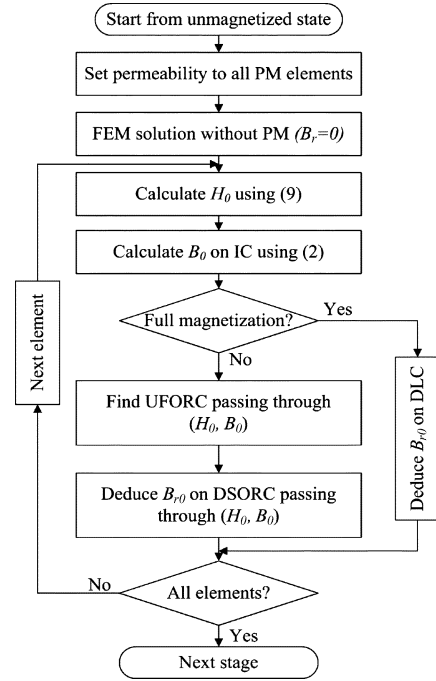 Start from unmagnetized state
Set permeability to all PM elements
FEM solution without PM (Br=0)
Calculate H0 using (9)
Calculate B0 on IC using (2)
Full magnetization?
Yes
No
Next element
Find UFORC passing through
(H0, B0)
Deduce Br0 on DLC
Deduce Br0 on DSORC passing
through (H0, B0)
No
All elements?
Yes
Next stage